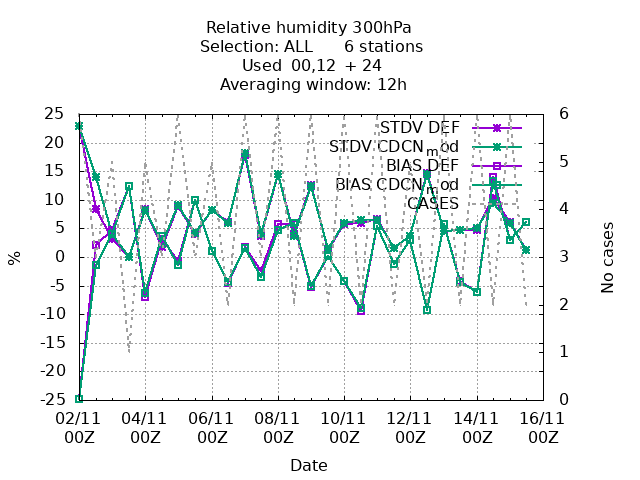 Relative humidity 300hPa
Selection: ALL 6 stations
Used 00,12 + 24
Averaging window: 12h
25
20
15
10
5
0
-5
-10
-15
-20
-25
%
6
5
4
3
2
1
0
No cases
STDV DEF
STDV CDCN_mod
BIAS DEF
BIAS CDCN_mod
CASES
02/11 04/11 06/11 08/11 10/11 12/11 14/11 16/11
00Z 00Z 00Z 00Z 00Z 00Z 00Z 00Z
Date